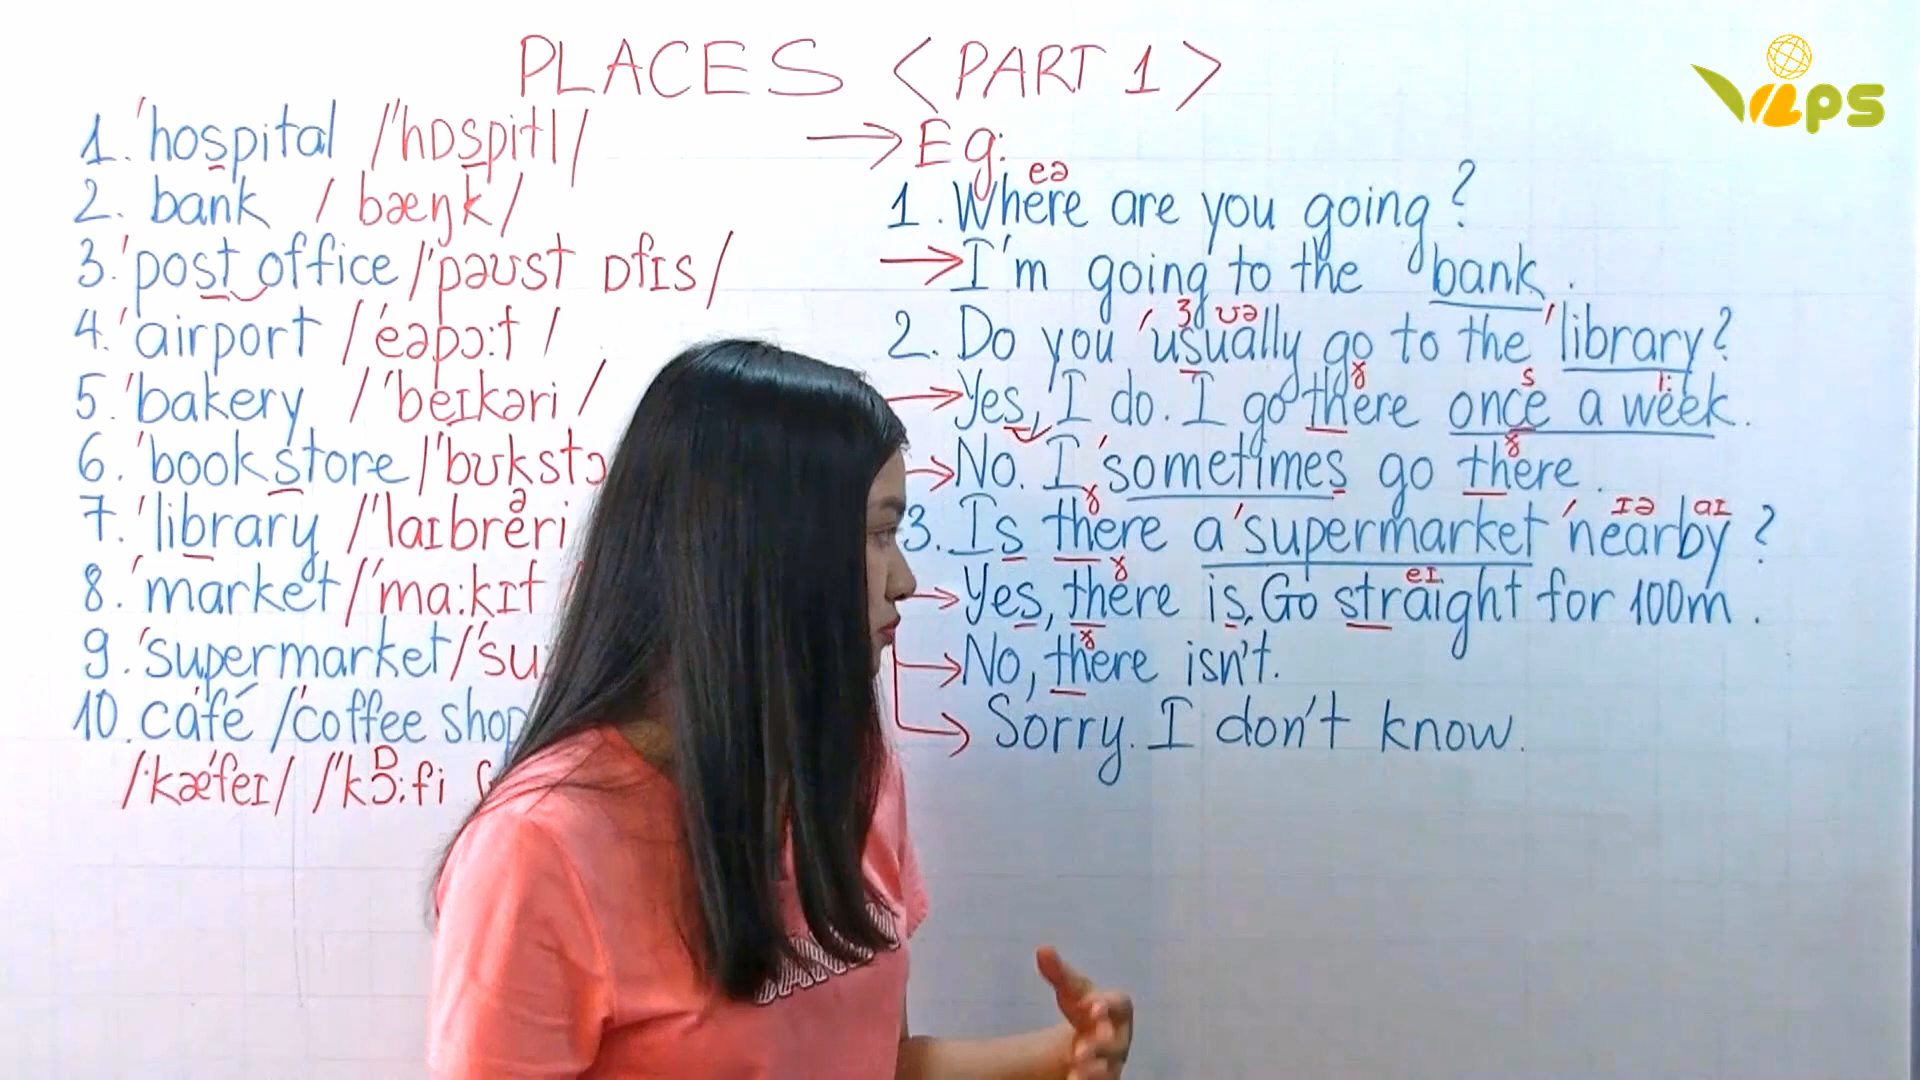 PLACES <PART 1>
1. 'hospital /'hɒspitl/
2. bank / bæŋk/
3. 'post office /'pəʊst ɒfɪs/
4. 'airport /'eəpɔ:t /
5. 'bakery / 'beɪkəri /
6. 'bookstore /'bʊkstɔ
7. 'library /'laɪbrəri
8. 'market /'ma:kɪt
9. 'supermarket /'su
10. café /'coffee shop
/'kæfeɪ/ /'kɔ:fi
→ Eg:
1. Where are you going?
→ I'm going to the bank.
2. Do you 'usually go to the 'library?
→ Yes, I do. I go there once a week.
→ No. I 'sometimes go there.
3. Is there a 'supermarket 'nearby?
→ Yes, there is. Go straight for 100m.
→ No, there isn't.
→ Sorry. I don't know.
ps